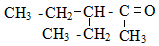 CH₃ -CH₂-CH -C=O
CH₃ -CH₂ CH₃